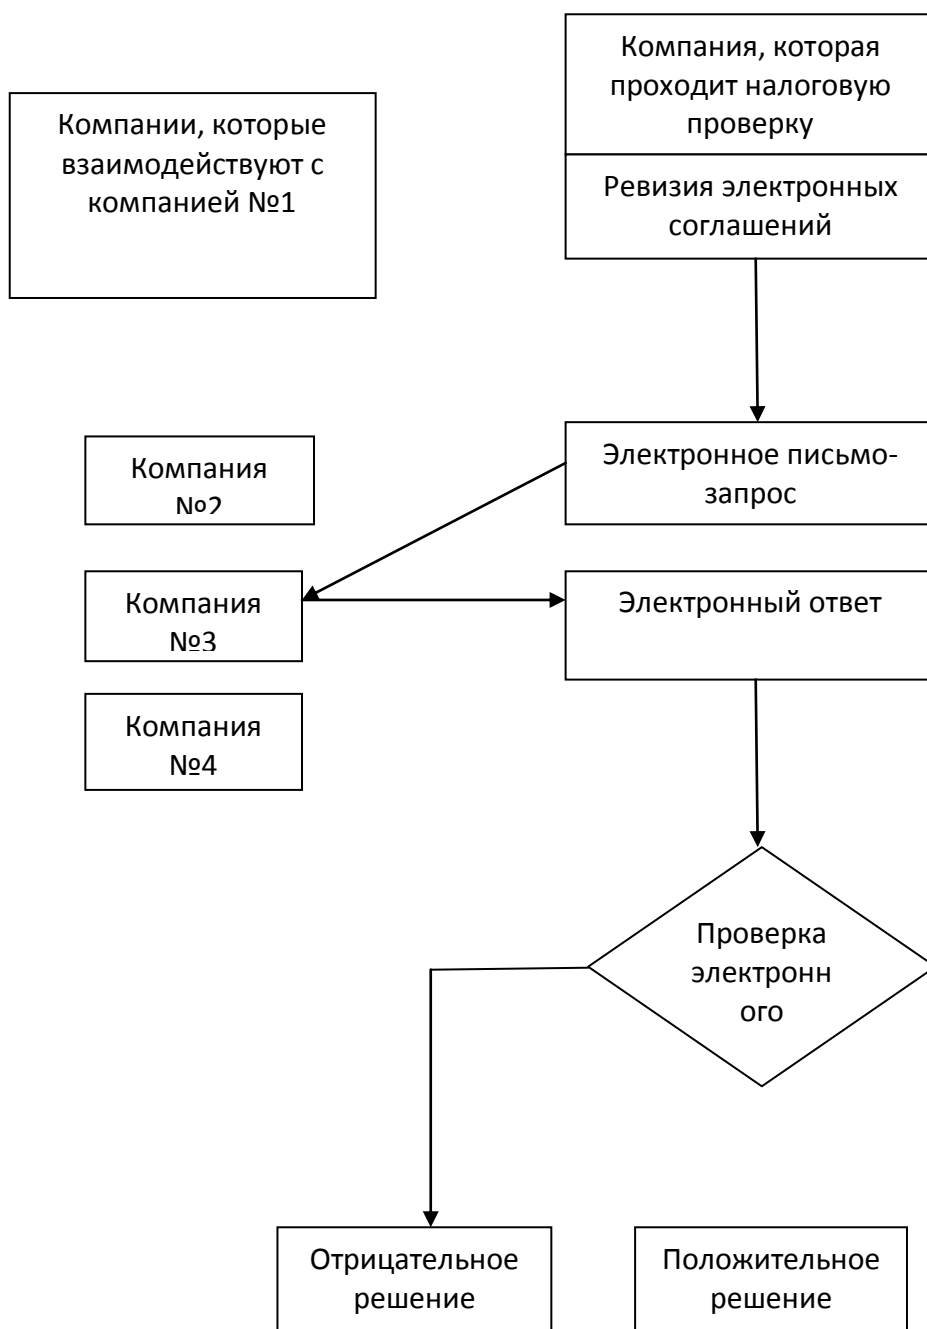 Компания, которая
проходит налоговую
проверку
Компании, которые
взаимодействуют с
компанией №1
Ревизия электронных
соглашений
Электронное письмо-
запрос
Компания
№2
Компания
№3
Электронный ответ
Компания
№4
Проверка
электронн
ого
Отрицательное
решение
Положительное
решение